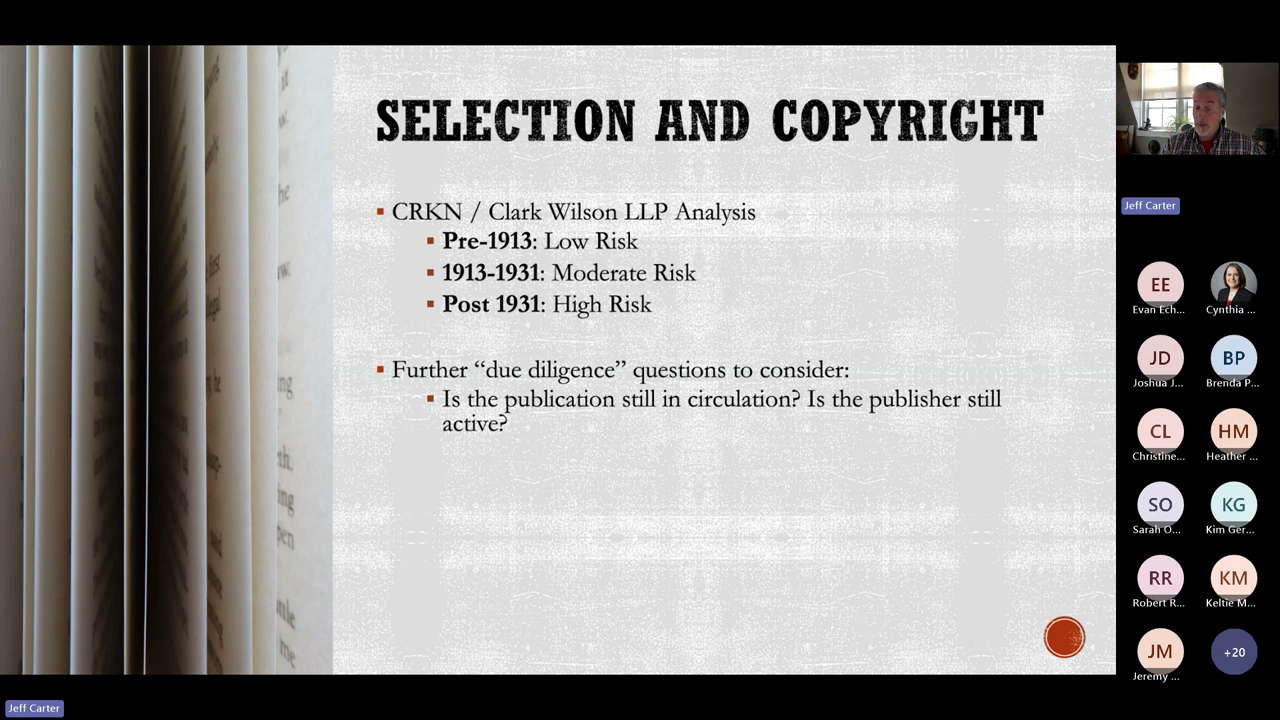 SELECTION AND COPYRIGHT
▪ CRKN / Clark Wilson LLP Analysis
▪ Pre-1913: Low Risk
▪ 1913-1931: Moderate Risk
▪ Post 1931: High Risk
▪ Further “due diligence” questions to consider:
▪ Is the publication still in circulation? Is the publisher still
active?
Jeff Carter
EE
Evan Ech...
Cynthia ...
JD
Joshua J...
BP
Brenda P...
CL
Christine...
HM
Heather ...
SO
Sarah O...
KG
Kim Ger...
RR
Robert R...
KM
Keltie M...
JM
Jeremy ...
+20
Jeff Carter